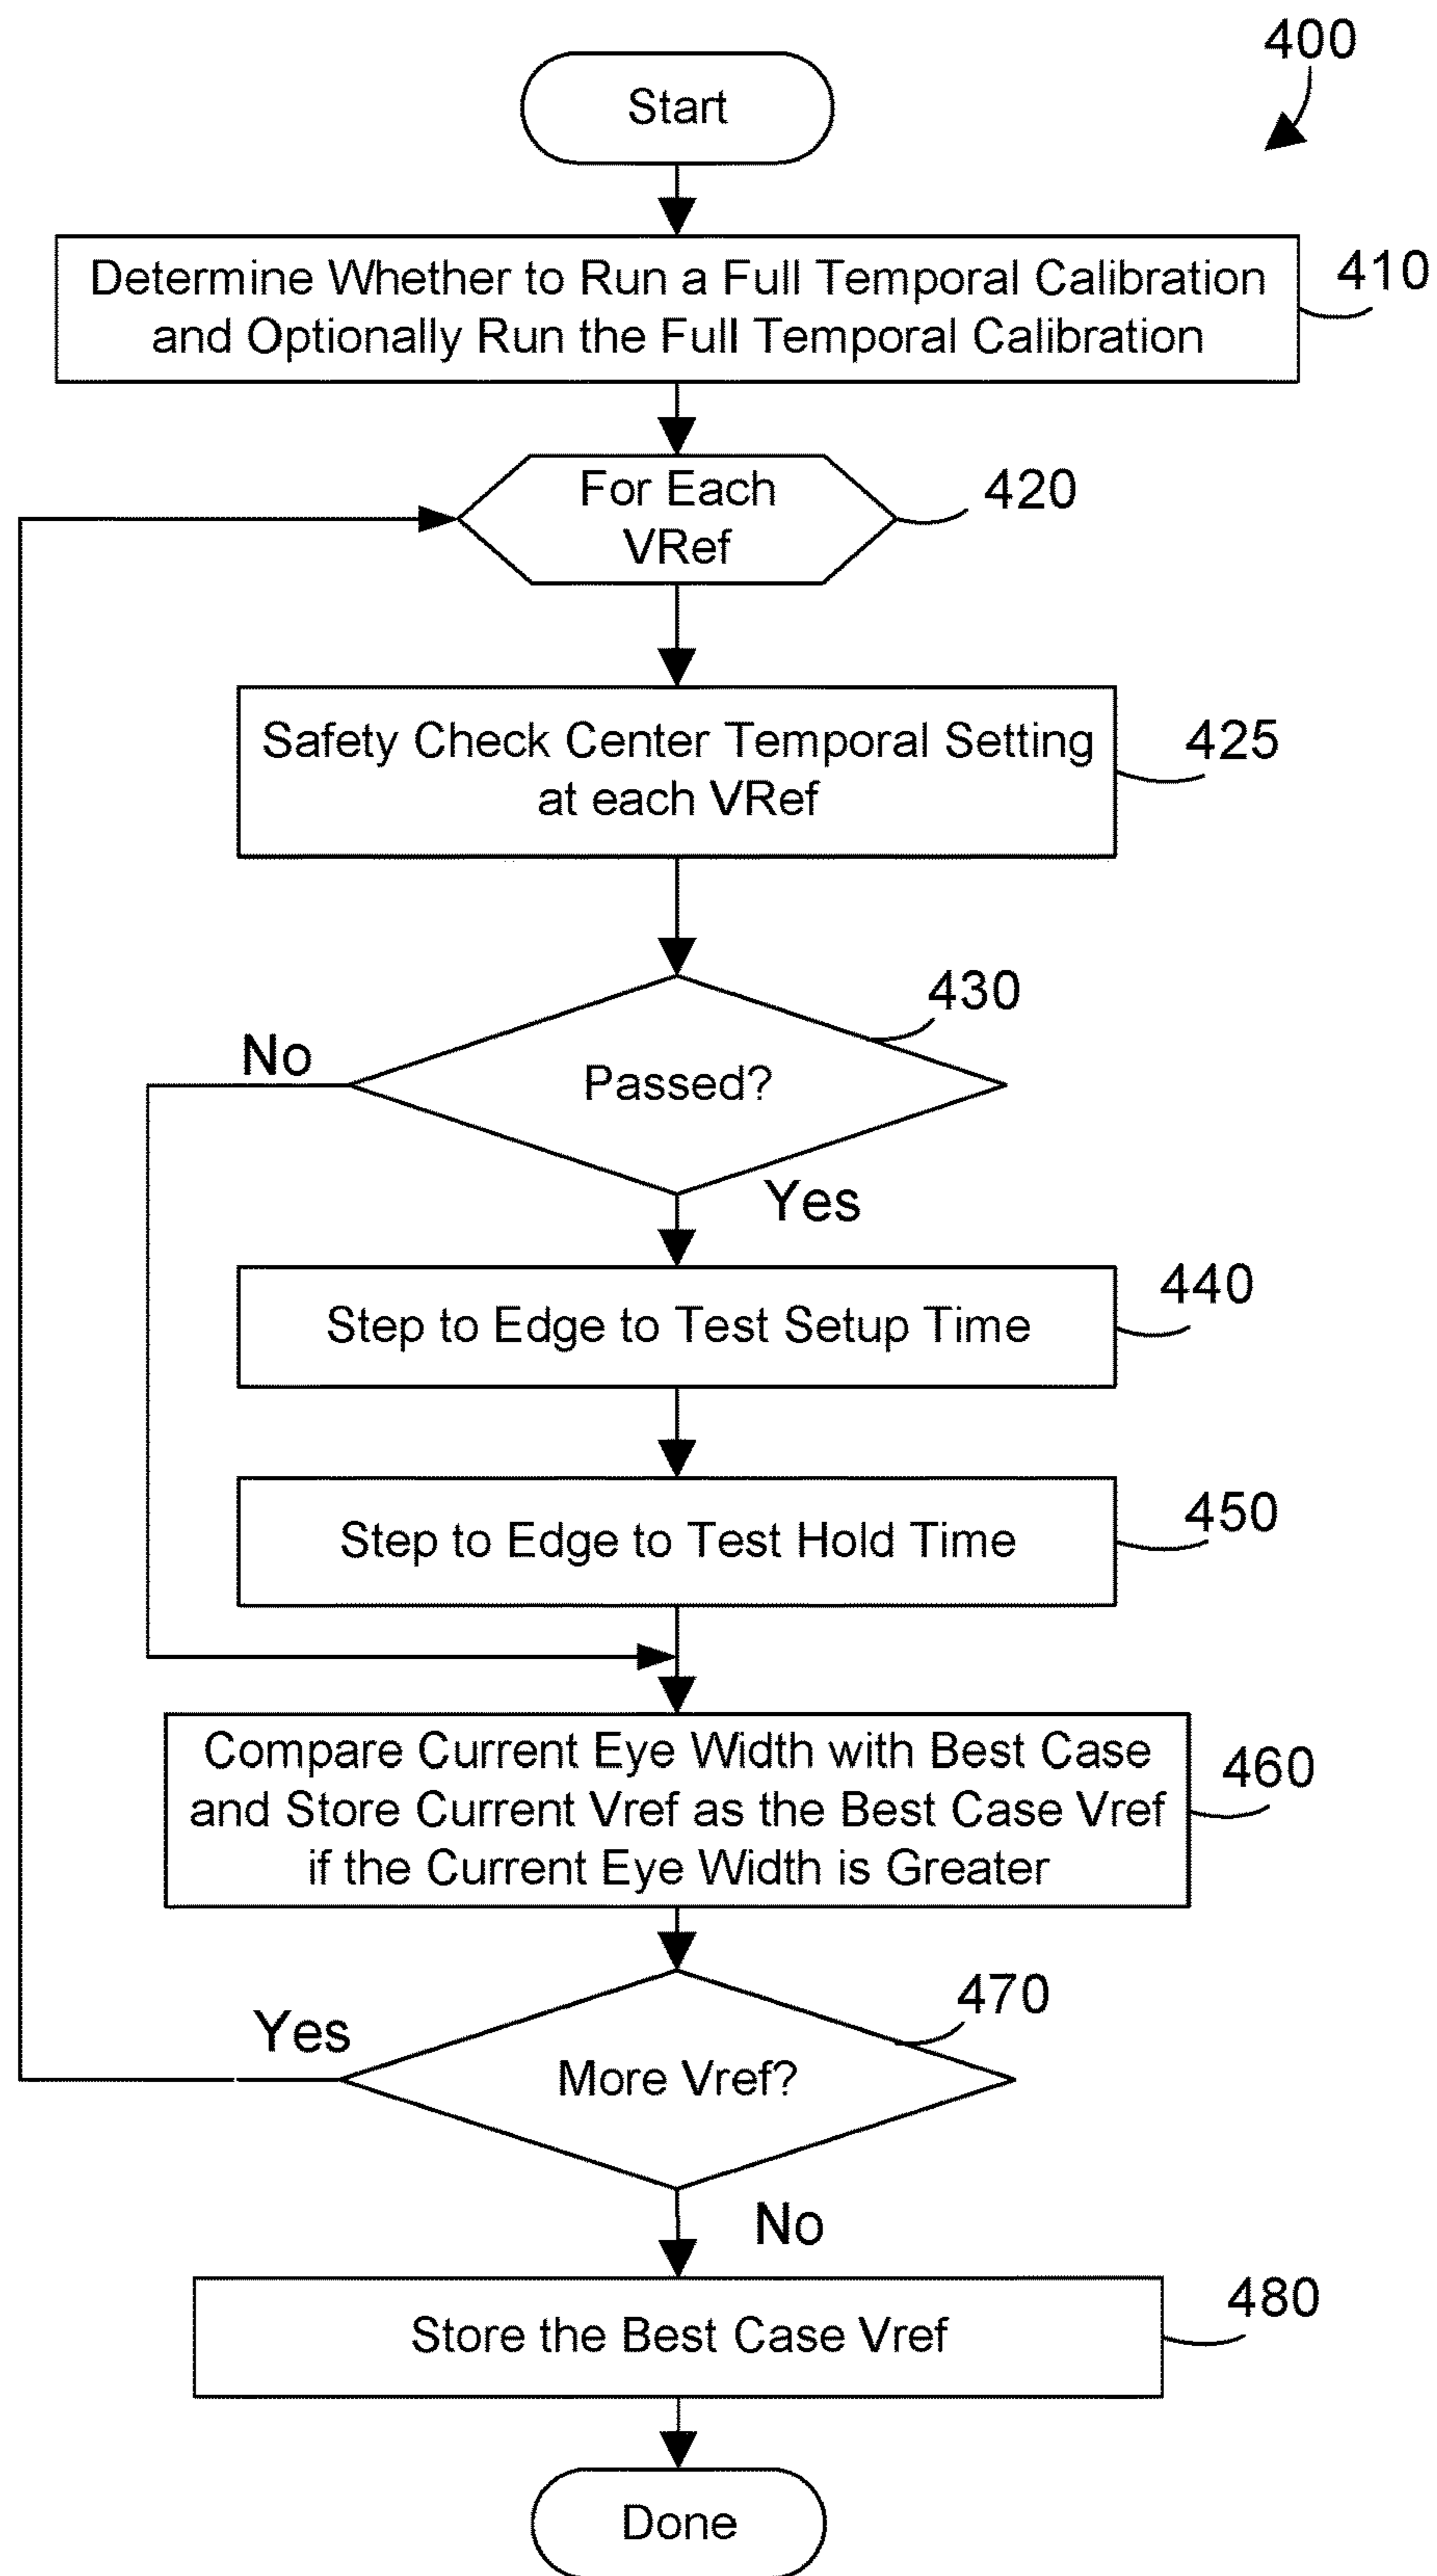 400
Start
Determine Whether to Run a Full Temporal Calibration
and Optionally Run the Full Temporal Calibration
410
For Each
VRef
420
Safety Check Center Temporal Setting
at each VRef
425
430
No
Passed?
Yes
Step to Edge to Test Setup Time
440
Step to Edge to Test Hold Time
450
Compare Current Eye Width with Best Case
and Store Current Vref as the Best Case Vref
if the Current Eye Width is Greater
460
470
Yes
More Vref?
No
Store the Best Case Vref
480
Done